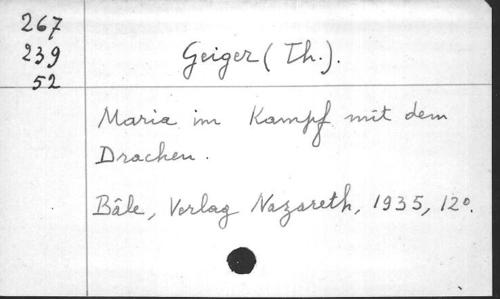 267
239
52
Geiger (Th.).
Maria im Kampf mit dem
Drachen.
Bâle, Verlag Nazareth, 1935, 12°.